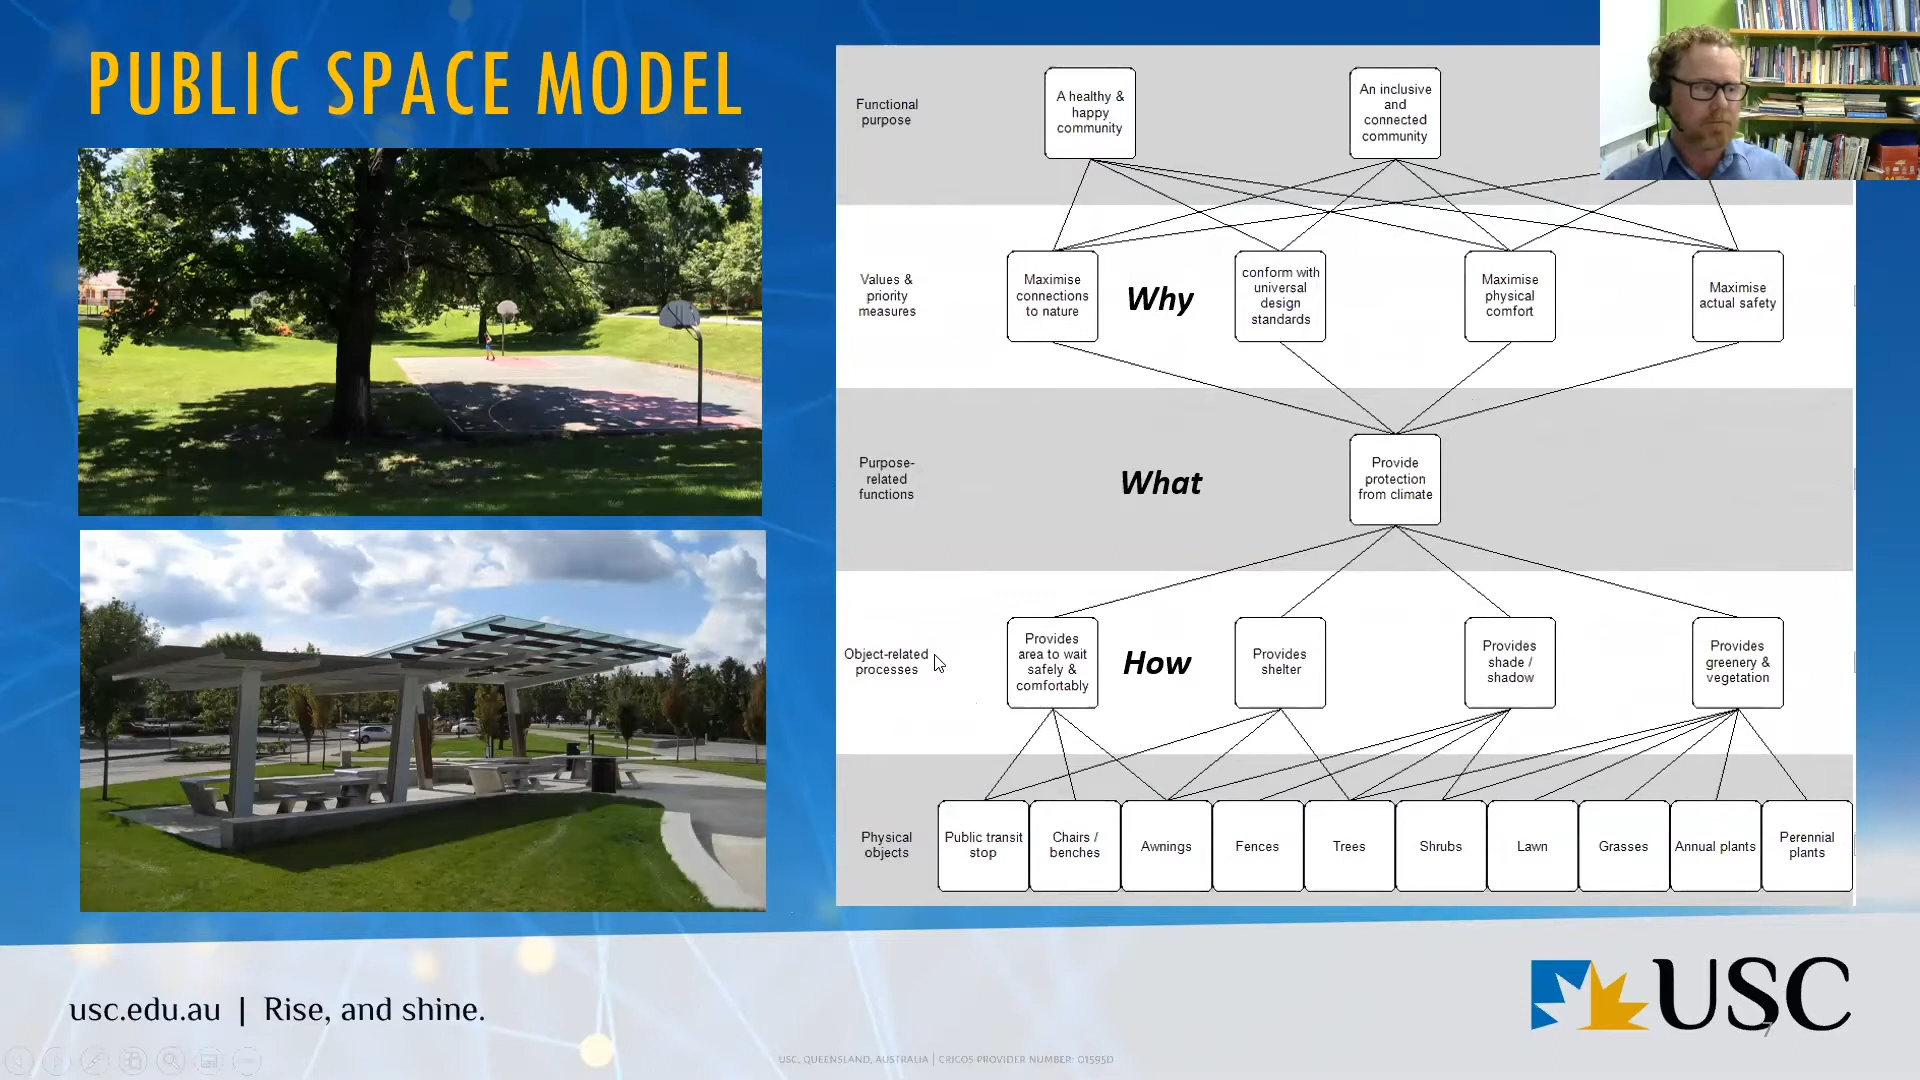 PUBLIC SPACE MODEL
Functional
purpose
A healthy &
happy
community
An inclusive
and
connected
community
Values &
priority
measures
Maximise
connections
to nature
Why
conform with
universal
design
standards
Maximise
physical
comfort
Maximise
actual safety
Purpose-
related
functions
What
Provide
protection
from climate
Object-related
processes
Provides
area to wait
safely &
comfortably
How
Provides
shelter
Provides
shade /
shadow
Provides
greenery &
vegetation
Physical
objects
Public transit
stop
Chairs /
benches
Awnings
Fences
Trees
Shrubs
Lawn
Grasses
Annual plants
Perennial
plants
usc.edu.au | Rise, and shine.
USC
7
USC, QUEENSLAND, AUSTRALIA | CRICOS PROVIDER NUMBER: 01595D